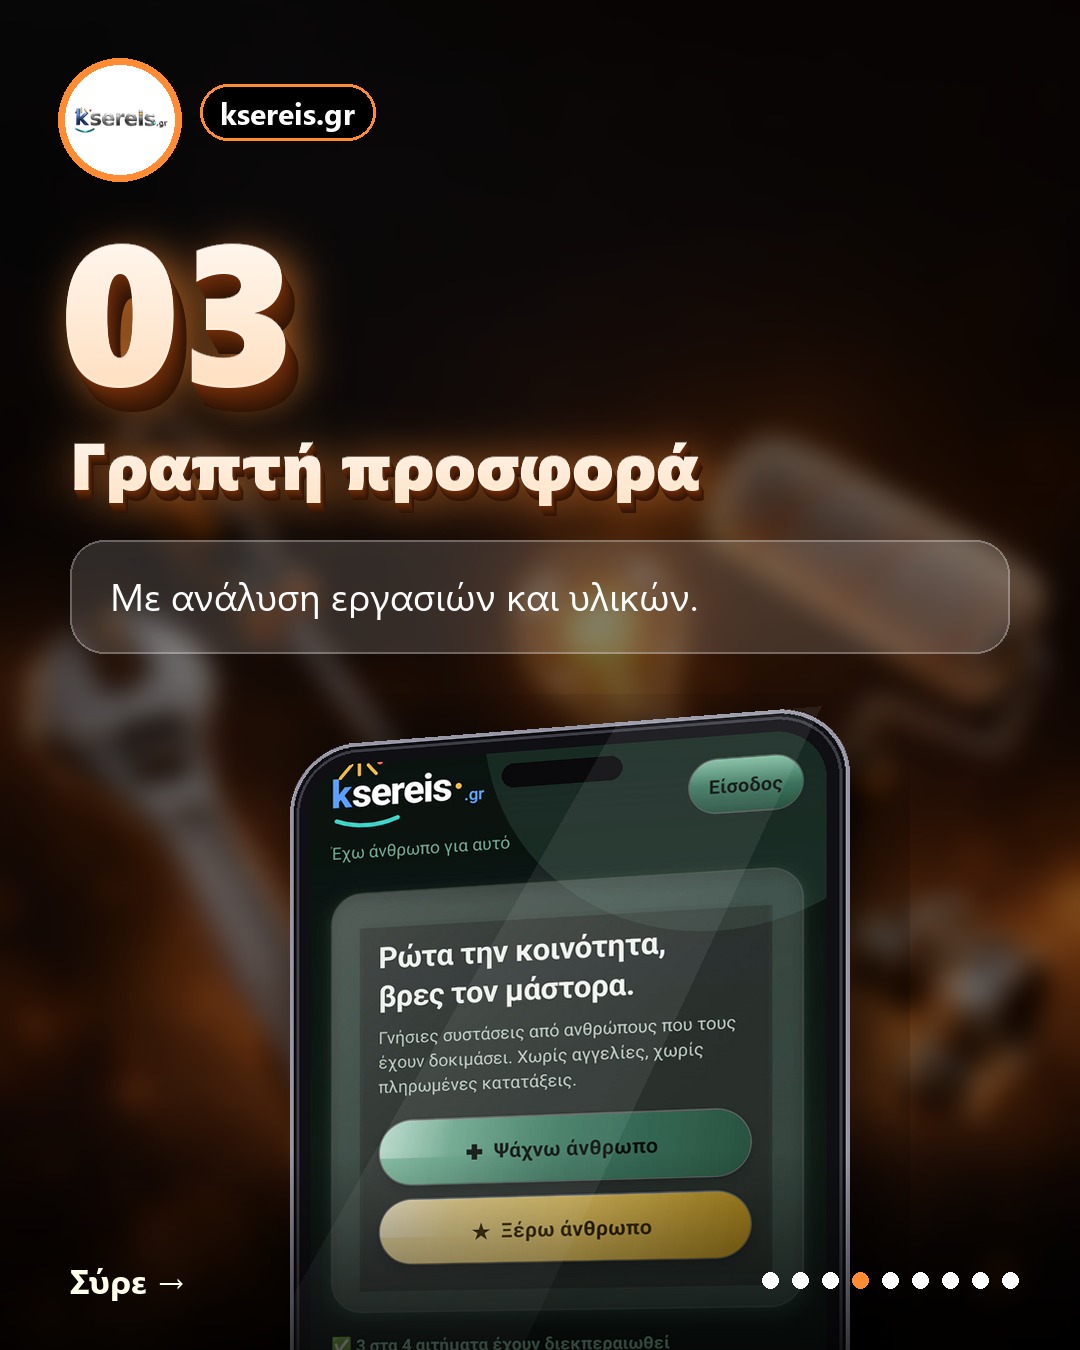 ksereis.gr
ksereis.gr
03
Γραπτή προσφορά
Με ανάλυση εργασιών και υλικών.
ksereis.gr
Είσοδος
Έχω άνθρωπο για αυτό
Ρώτα την κοινότητα,
βρες τον μάστορα.
Γνήσιες συστάσεις από ανθρώπους που τους
έχουν δοκιμάσει. Χωρίς αγγελίες, χωρίς
πληρωμένες κατατάξεις.
✚ Ψάχνω άνθρωπο
★ Ξέρω άνθρωπο
Σύρε →
✅ 3 στα 4 αιτήματα έχουν διεκπεραιωθεί